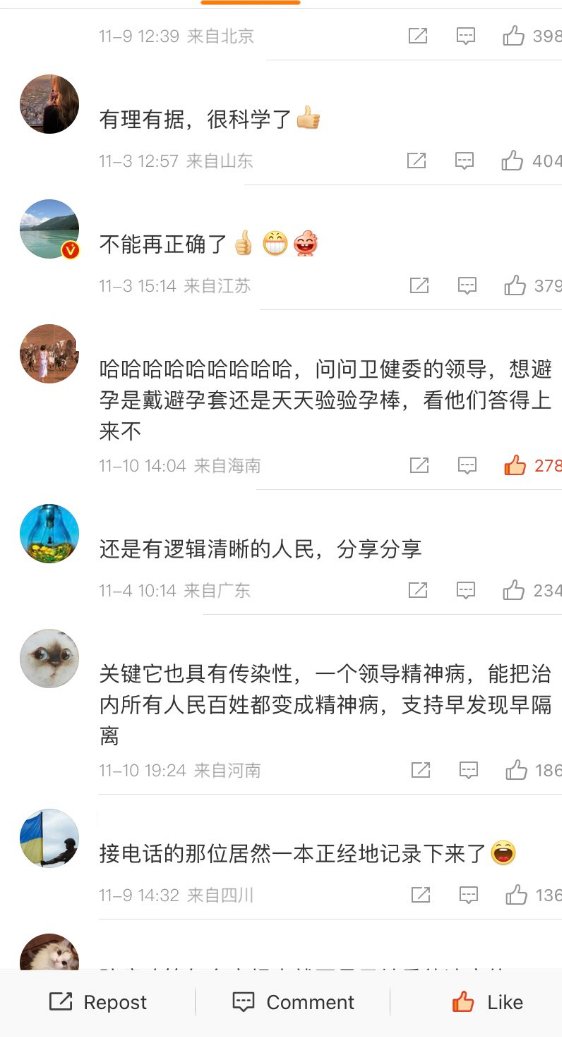 11-9 12:39 来自北京
398
有理有据，很科学了👍
11-3 12:57 来自山东
404
不能再正确了👍😁
11-3 15:14 来自江苏
379
哈哈哈哈哈哈哈哈哈，问问卫健委的领导，想避
孕是戴避孕套还是天天验验孕棒，看他们答得上
来不
11-10 14:04 来自海南
278
还是有逻辑清晰的人民，分享分享
11-4 10:14 来自广东
234
关键它也具有传染性，一个领导精神病，能把治
内所有人民百姓都变成精神病，支持早发现早隔
离
11-10 19:24 来自河南
186
接电话的那位居然一本正经地记录下来了😄
11-9 14:32 来自四川
136
Repost
Comment
Like